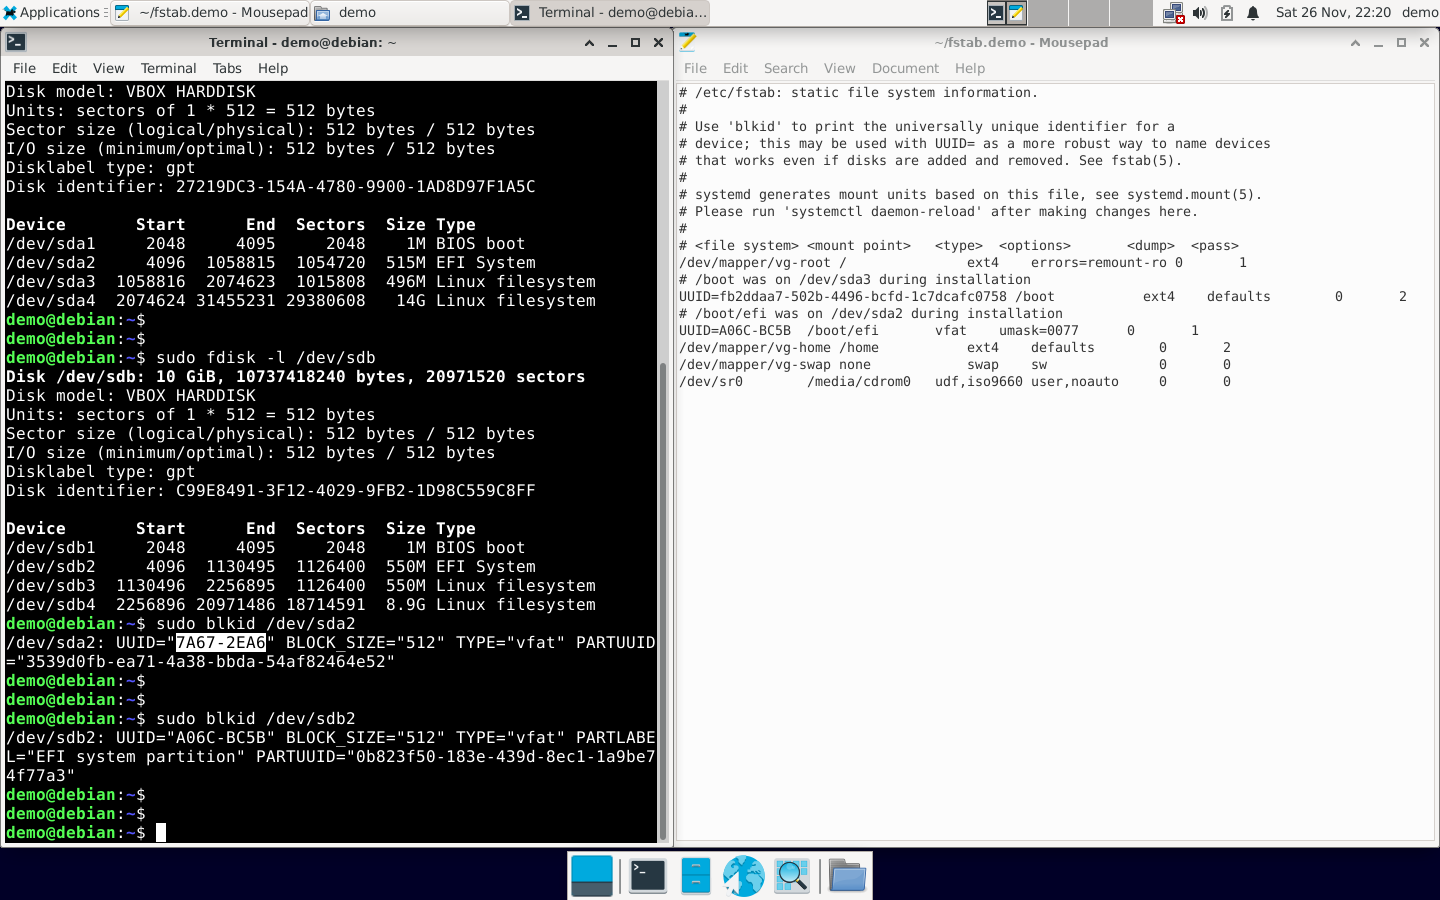 Applications
~/fstab.demo - Mousepad
demo
Terminal - demo@debia...
Sat 26 Nov, 22:20
demo
Terminal - demo@debian: ~
File Edit View Terminal Tabs Help
Disk model: VBOX HARDDISK
Units: sectors of 1 * 512 = 512 bytes
Sector size (logical/physical): 512 bytes / 512 bytes
I/O size (minimum/optimal): 512 bytes / 512 bytes
Disklabel type: gpt
Disk identifier: 27219DC3-154A-4780-9900-1AD8D97F1A5C
Device       Start      End  Sectors  Size Type
/dev/sda1     2048     4095     2048    1M BIOS boot
/dev/sda2     4096  1058815  1054720  515M EFI System
/dev/sda3  1058816  2074623  1015808  496M Linux filesystem
/dev/sda4  2074624 31455231 29380608   14G Linux filesystem
demo@debian:~$
demo@debian:~$
demo@debian:~$ sudo fdisk -l /dev/sdb
Disk /dev/sdb: 10 GiB, 10737418240 bytes, 20971520 sectors
Disk model: VBOX HARDDISK
Units: sectors of 1 * 512 = 512 bytes
Sector size (logical/physical): 512 bytes / 512 bytes
I/O size (minimum/optimal): 512 bytes / 512 bytes
Disklabel type: gpt
Disk identifier: C99E8491-3F12-4029-9FB2-1D98C559C8FF
Device       Start      End  Sectors  Size Type
/dev/sdb1     2048     4095     2048    1M BIOS boot
/dev/sdb2     4096  1130495  1126400  550M EFI System
/dev/sdb3  1130496  2256895  1126400  550M Linux filesystem
/dev/sdb4  2256896 20971486 18714591  8.9G Linux filesystem
demo@debian:~$ sudo blkid /dev/sda2
/dev/sda2: UUID="7A67-2EA6" BLOCK_SIZE="512" TYPE="vfat" PARTUUID
="3539d0fb-ea71-4a38-bbda-54af82464e52"
demo@debian:~$
demo@debian:~$
demo@debian:~$ sudo blkid /dev/sdb2
/dev/sdb2: UUID="A06C-BC5B" BLOCK_SIZE="512" TYPE="vfat" PARTLABE
L="EFI system partition" PARTUUID="0b823f50-183e-439d-8ec1-1a9be7
4f77a3"
demo@debian:~$
demo@debian:~$
demo@debian:~$
~/fstab.demo - Mousepad
File Edit Search View Document Help
# /etc/fstab: static file system information.
#
# Use 'blkid' to print the universally unique identifier for a
# device; this may be used with UUID= as a more robust way to name devices
# that works even if disks are added and removed. See fstab(5).
#
# systemd generates mount units based on this file, see systemd.mount(5).
# Please run 'systemctl daemon-reload' after making changes here.
#
# <file system> <mount point>   <type>  <options>       <dump>  <pass>
/dev/mapper/vg-root /               ext4    errors=remount-ro 0       1
# /boot was on /dev/sda3 during installation
UUID=fb2ddaa7-502b-4496-bcfd-1c7dcafc0758 /boot           ext4    defaults        0       2
# /boot/efi was on /dev/sda2 during installation
UUID=A06C-BC5B  /boot/efi       vfat    umask=0077      0       1
/dev/mapper/vg-home /home           ext4    defaults        0       2
/dev/mapper/vg-swap none            swap    sw              0       0
/dev/sr0        /media/cdrom0   udf,iso9660 user,noauto     0       0